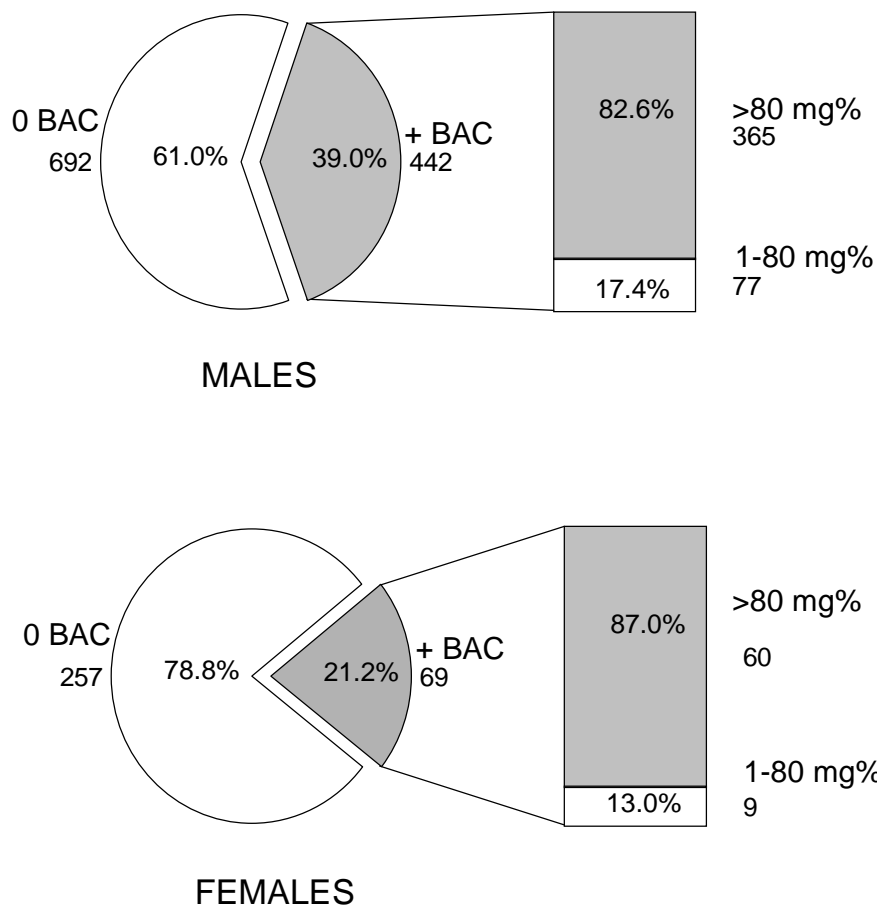 82.6%
>80 mg%
365
0 BAC
692
61.0%
39.0%
+ BAC
442
1-80 mg%
77
17.4%
MALES
87.0%
>80 mg%
60
0 BAC
257
78.8%
21.2%
+ BAC
69
1-80 mg%
9
13.0%
FEMALES